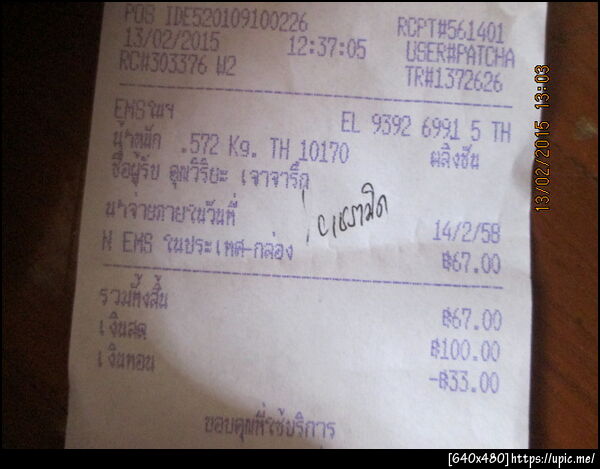 POS IDE520109100226 RCPT#561401
13/02/2015 12:37:05 USER#PATCHA
RC#303376 W2 TR#1372626
EMSในฯ EL 9392 6991 5 TH
น้ำหนัก .572 Kg. TH 10170 ตลิ่งชัน
ชื่อผู้รับ คุณวิริยะ เจาจารึก
นำจ่ายภายในวันที่ 14/2/58
N EMS ในประเทศ-กล่อง ฿67.00
รวมทั้งสิ้น ฿67.00
เงินสด ฿100.00
เงินทอน -฿33.00
ขอบคุณที่ใช้บริการ
13/02/2015 13:03
[640x480]https://upic.me/